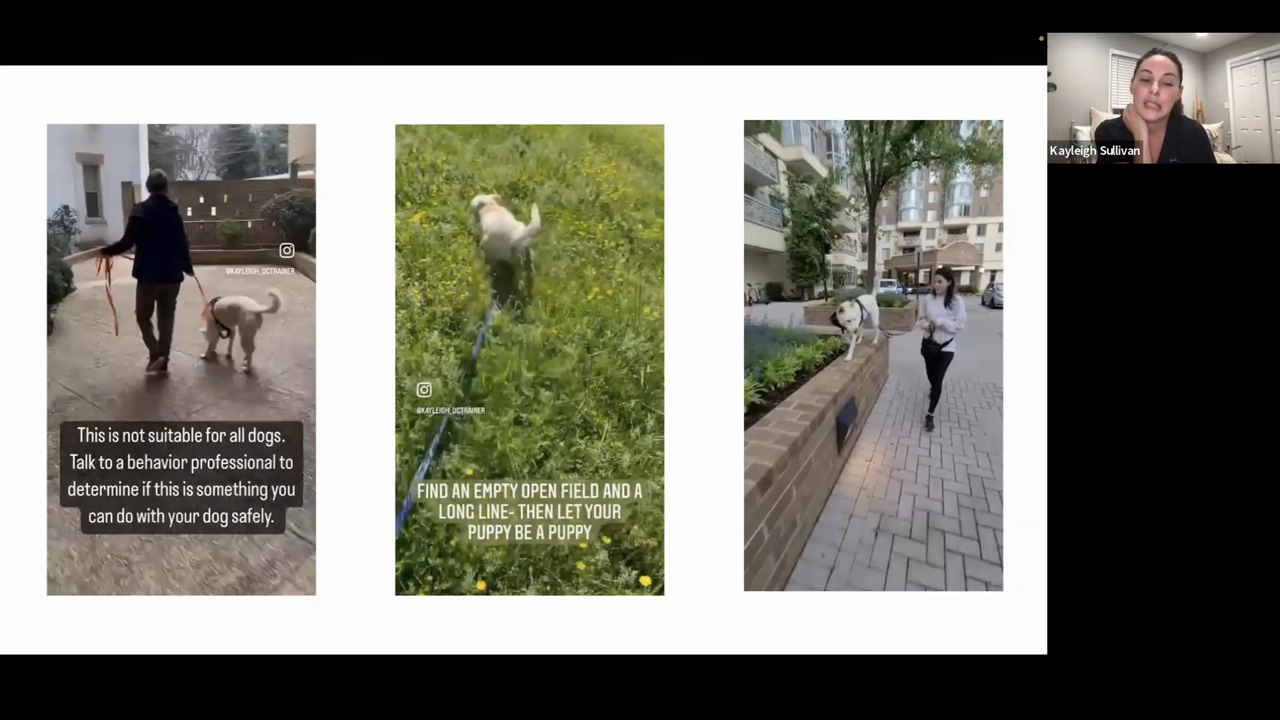 Kayleigh Sullivan
@KAYLEIGH_DCTRAINER
This is not suitable for all dogs.
Talk to a behavior professional to
determine if this is something you
can do with your dog safely.
@KAYLEIGH_DCTRAINER
FIND AN EMPTY OPEN FIELD AND A
LONG LINE- THEN LET YOUR
PUPPY BE A PUPPY